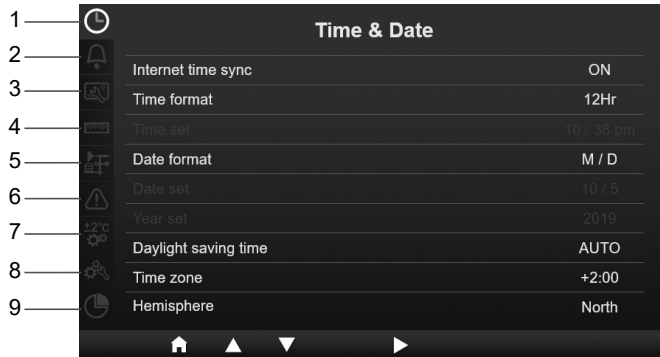 1
Time & Date
2
Internet time sync ON
3
Time format 12Hr
4
Time set 10 : 38 pm
5
Date format M / D
6
Date set 10 / 5
Year set 2019
7
±2°C
Daylight saving time AUTO
8
Time zone +2:00
9
Hemisphere North